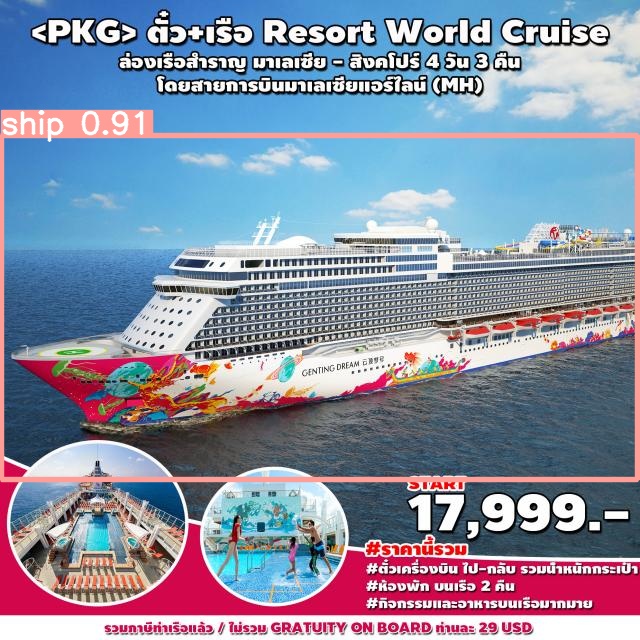 <PKG> ตั๋ว+เรือ Resort World Cruise
ล่องเรือสำราญ มาเลเซีย - สิงคโปร์ 4 วัน 3 คืน
โดยสายการบินมาเลเซียแอร์ไลน์ (MH)
ship 0.91
GENTING DREAM 云顶梦号
START
17,999.-
#ราคานี้รวม
#ตั๋วเครื่องบิน ไป-กลับ รวมน้ำหนักกระเป๋า
#ห้องพัก บนเรือ 2 คืน
#กิจกรรมและอาหารบนเรือมากมาย
รวมภาษีท่าเรือแล้ว / ไม่รวม GRATUITY ON BOARD ท่านละ 29 USD